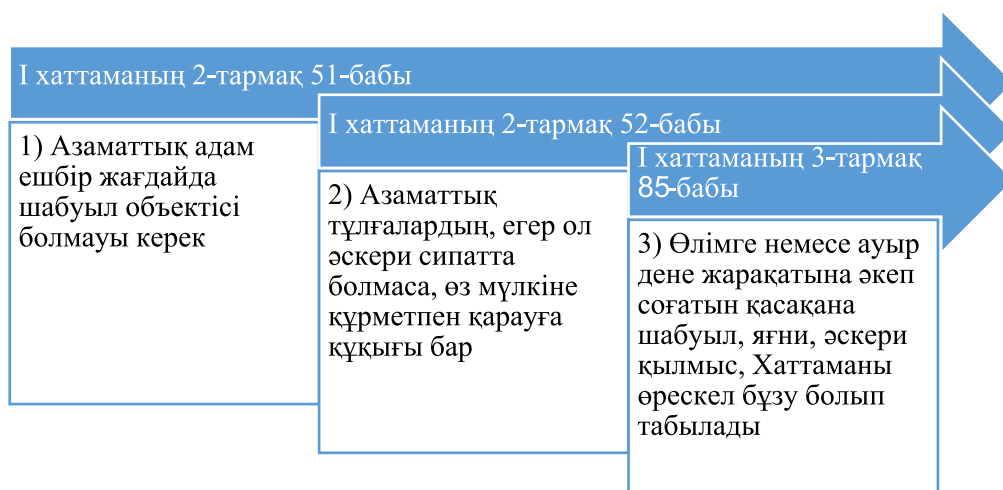 І хаттаманың 2-тармақ 51-бабы
1) Азаматтық адам
ешбір жағдайда
шабуыл объектісі
болмауы керек
І хаттаманың 2-тармақ 52-бабы
2) Азаматтық
тұлғалардың, егер ол
әскери сипатта
болмаса, өз мүлкіне
құрметпен қарауға
құқығы бар
І хаттаманың 3-тармақ
85-бабы
3) Өлімге немесе ауыр
дене жарақатына әкеп
соғатын қасақана
шабуыл, яғни, әскери
қылмыс, Хаттаманы
өрескел бұзу болып
табылады